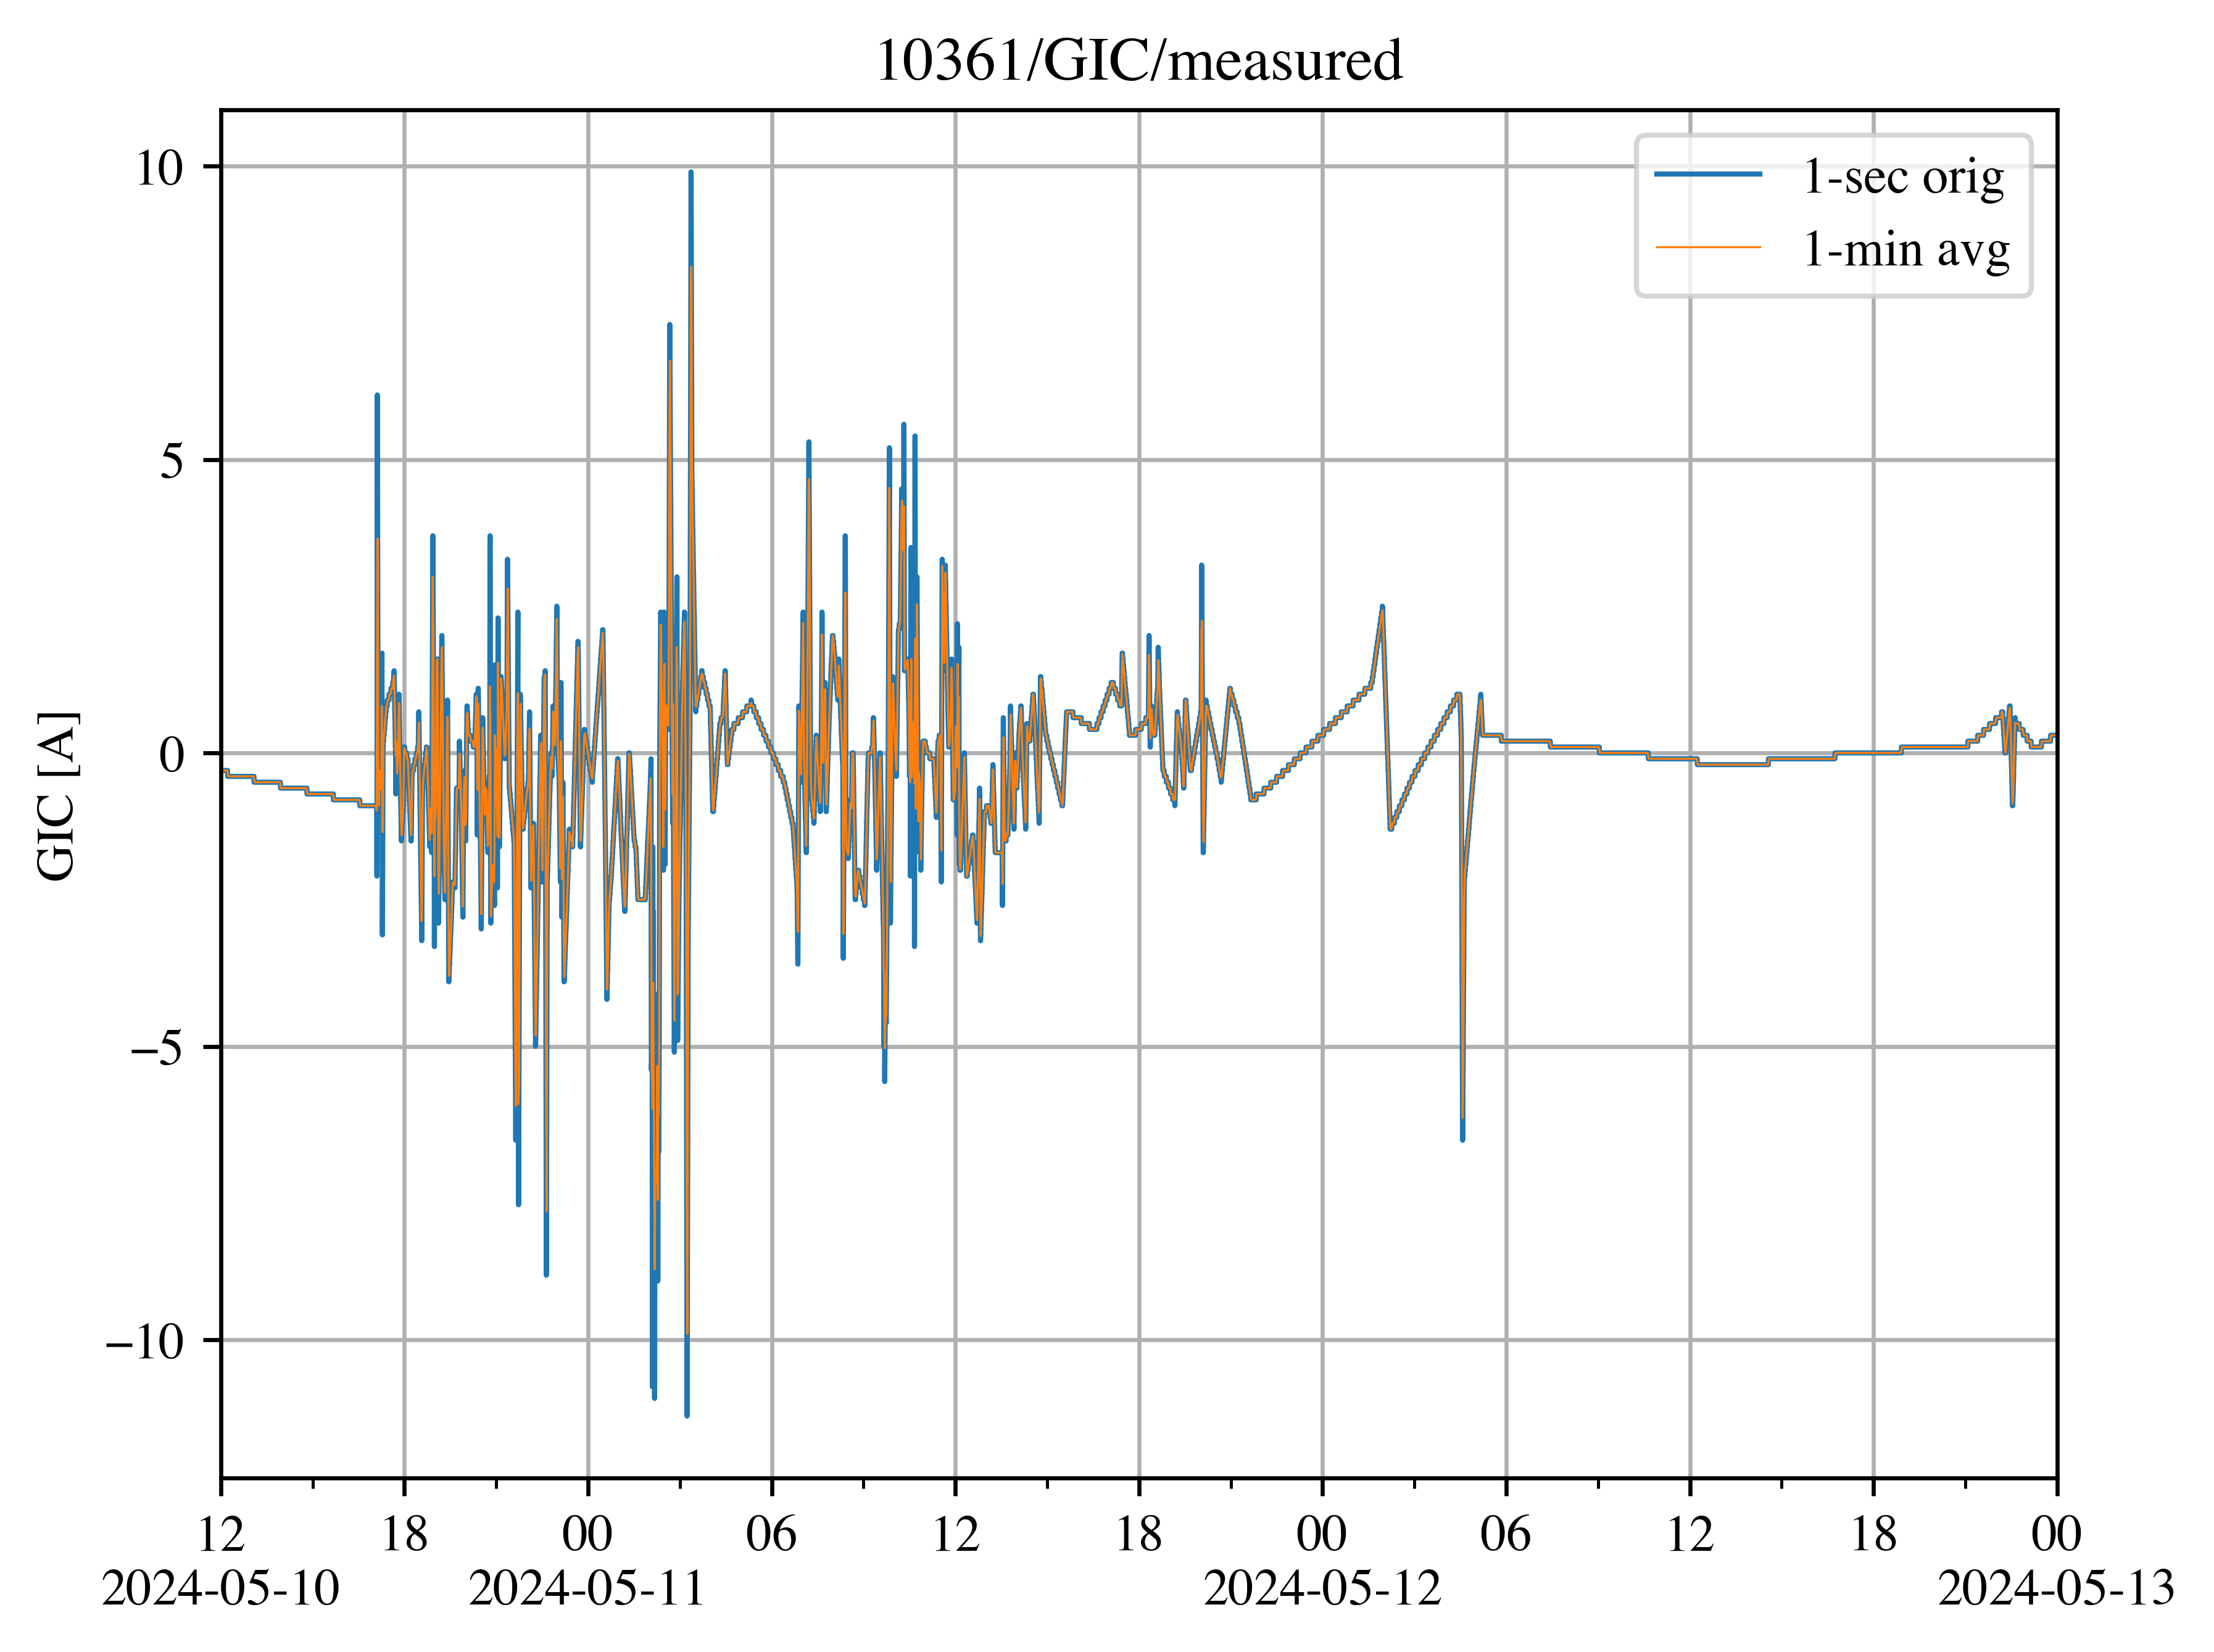 10361/GIC/measured
1-sec orig
1-min avg
GIC [A]
10
5
0
−5
−10
12 18 00 06 12 18 00 06 12 18 00
2024-05-10 2024-05-11 2024-05-12 2024-05-13